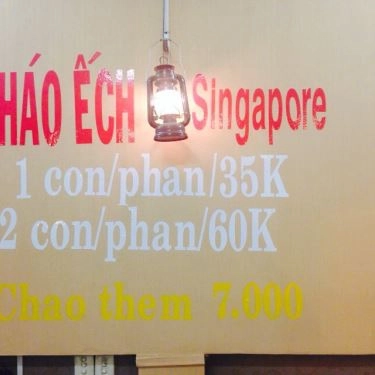 HÁO ẾCH Singapore
1 con/phan/35K
2 con/phan/60K
Chao them 7.000